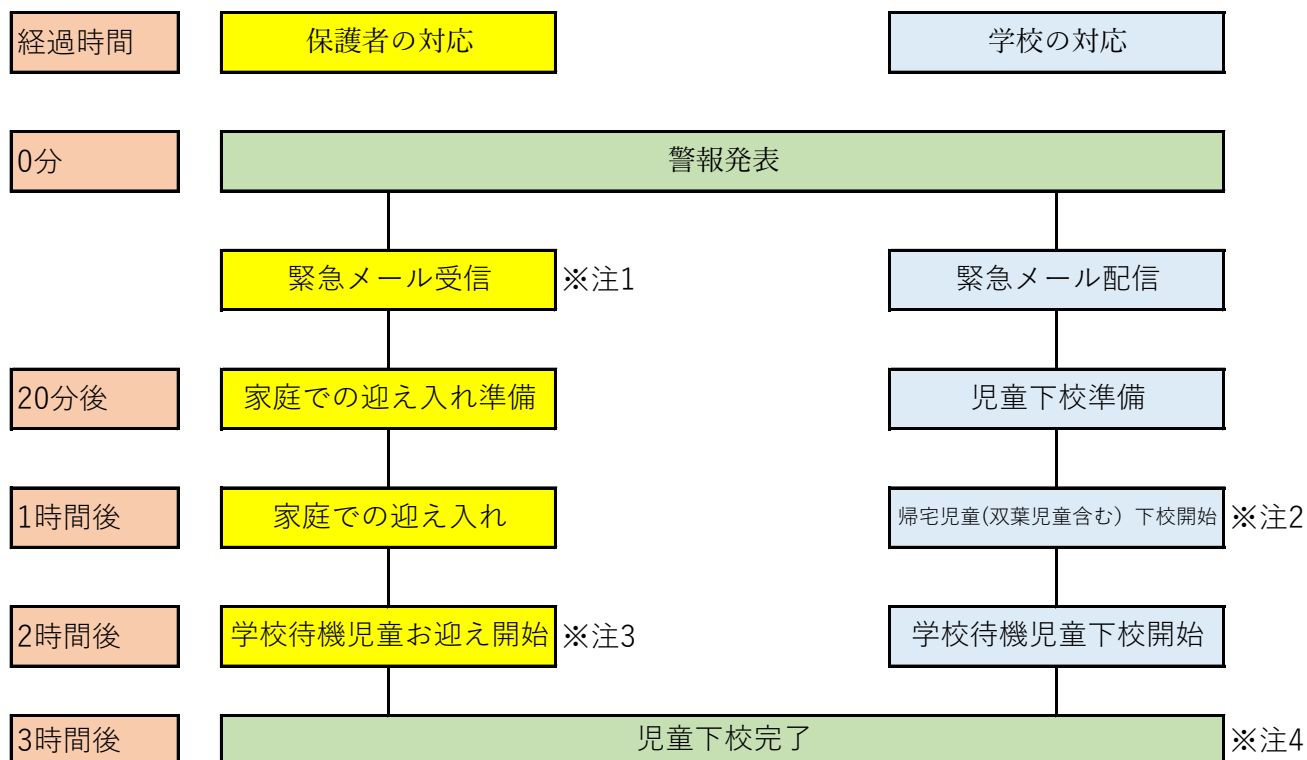 経過時間 保護者の対応 学校の対応
0分 警報発表
緊急メール受信 ※注1 緊急メール配信
20分後 家庭での迎え入れ準備 児童下校準備
1時間後 家庭での迎え入れ 帰宅児童(双葉児童含む）下校開始 ※注2
2時間後 学校待機児童お迎え開始 ※注3 学校待機児童下校開始
3時間後 児童下校完了 ※注4